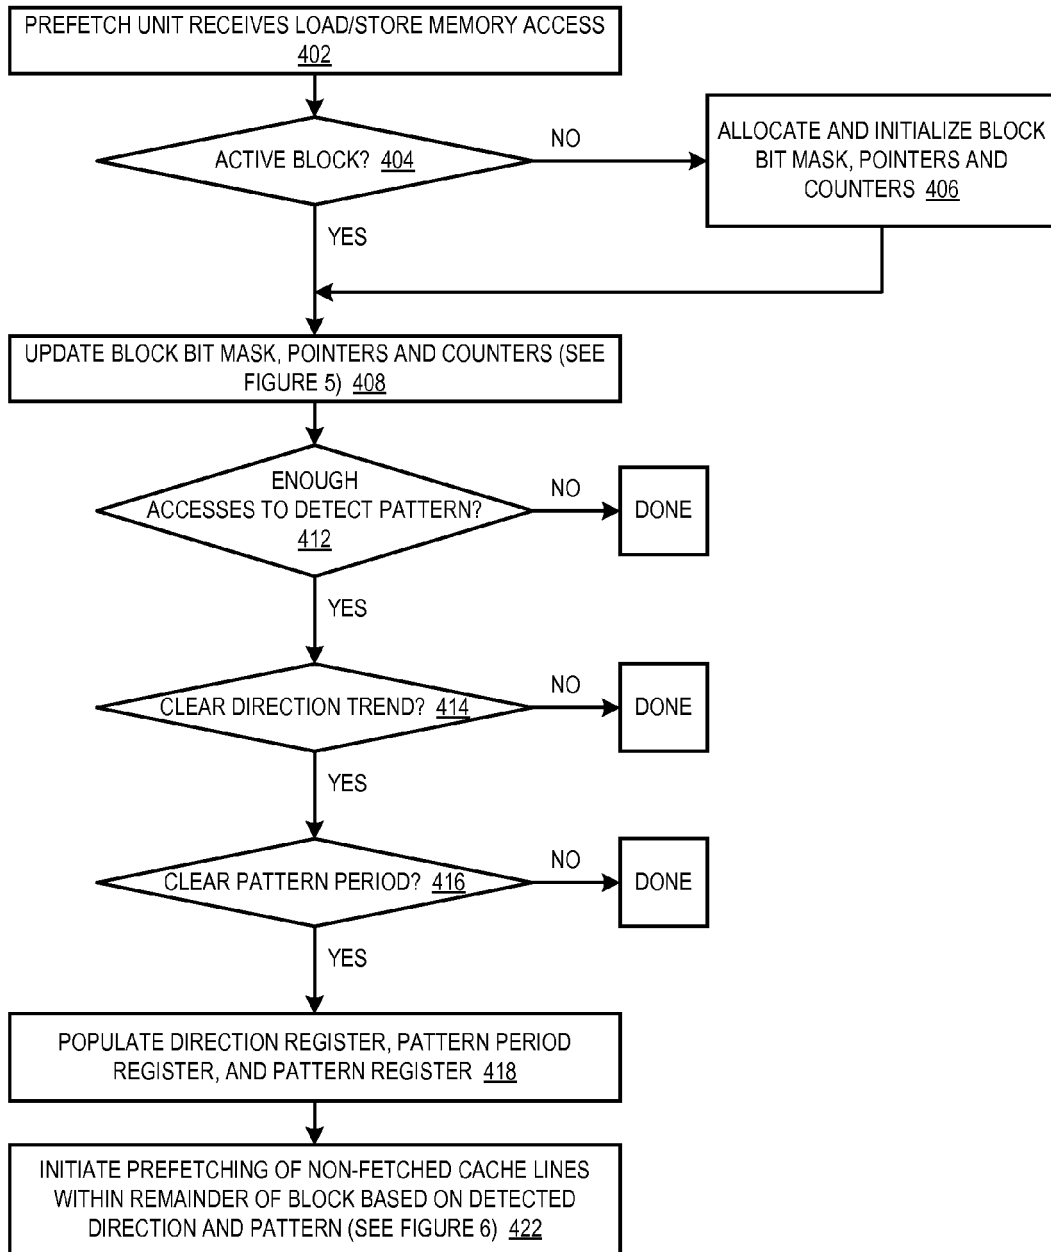 PREFETCH UNIT RECEIVES LOAD/STORE MEMORY ACCESS
402
ACTIVE BLOCK? 404
NO
ALLOCATE AND INITIALIZE BLOCK
BIT MASK, POINTERS AND
COUNTERS 406
YES
UPDATE BLOCK BIT MASK, POINTERS AND COUNTERS (SEE
FIGURE 5) 408
ENOUGH
ACCESSES TO DETECT PATTERN?
412
NO
DONE
YES
CLEAR DIRECTION TREND? 414
NO
DONE
YES
CLEAR PATTERN PERIOD? 416
NO
DONE
YES
POPULATE DIRECTION REGISTER, PATTERN PERIOD
REGISTER, AND PATTERN REGISTER 418
INITIATE PREFETCHING OF NON-FETCHED CACHE LINES
WITHIN REMAINDER OF BLOCK BASED ON DETECTED
DIRECTION AND PATTERN (SEE FIGURE 6) 422